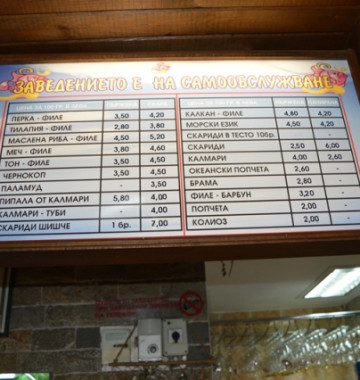 ЗАВЕДЕНИЕТО Е НА САМООБСЛУЖВАНЕ
ПЕРКА - ФИЛЕ 3,50 4,20
ТИЛАПИЯ - ФИЛЕ 2,80 3,80
МАСЛЕНА РИБА - ФИЛЕ 4,50 5,20
МЕЧ - ФИЛЕ 3,80 4,60
ТОН - ФИЛЕ 3,50 4,50
ЧЕРНОКОП 3,50 4,50
ПАЛАМУД - 3,50
ПИПАЛА ОТ КАЛМАРИ 5,80 4,00
КАЛМАРИ - ТУБИ - 4,00
СКАРИДИ ШИШЧЕ 1 бр. 7,00
КАЛКАН - ФИЛЕ 4,80 4,20
МОРСКИ ЕЗИК 4,50 4,20
СКАРИДИ В ТЕСТО 10бр. - -
СКАРИДИ 2,50 6,00
КАЛМАРИ 4,00 2,60
ОКЕАНСКИ ПОПЧЕТА 2,60 -
БРАМА 2,80 -
ФИЛЕ - БАРБУН 3,20 -
ПОПЧЕТА 2,00 -
КОЛИОЗ 2,00 -